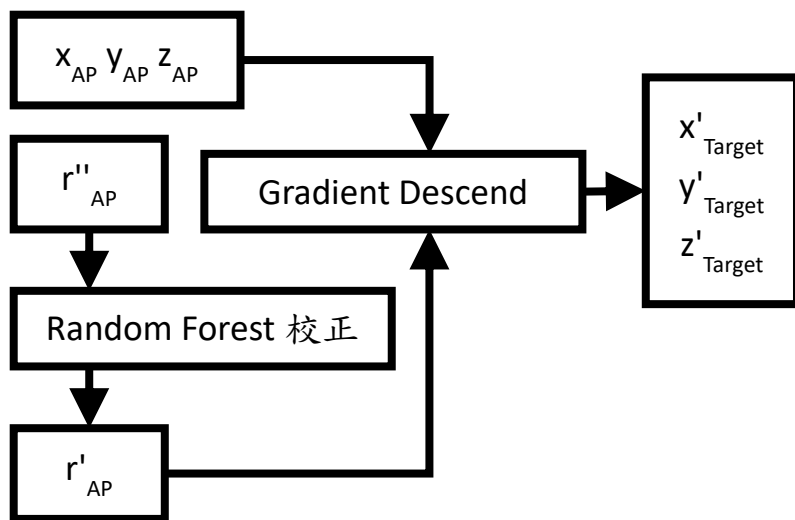 x_AP y_AP z_AP
r''_AP
Gradient Descend
Random Forest 校正
r'_AP
x'_Target
y'_Target
z'_Target